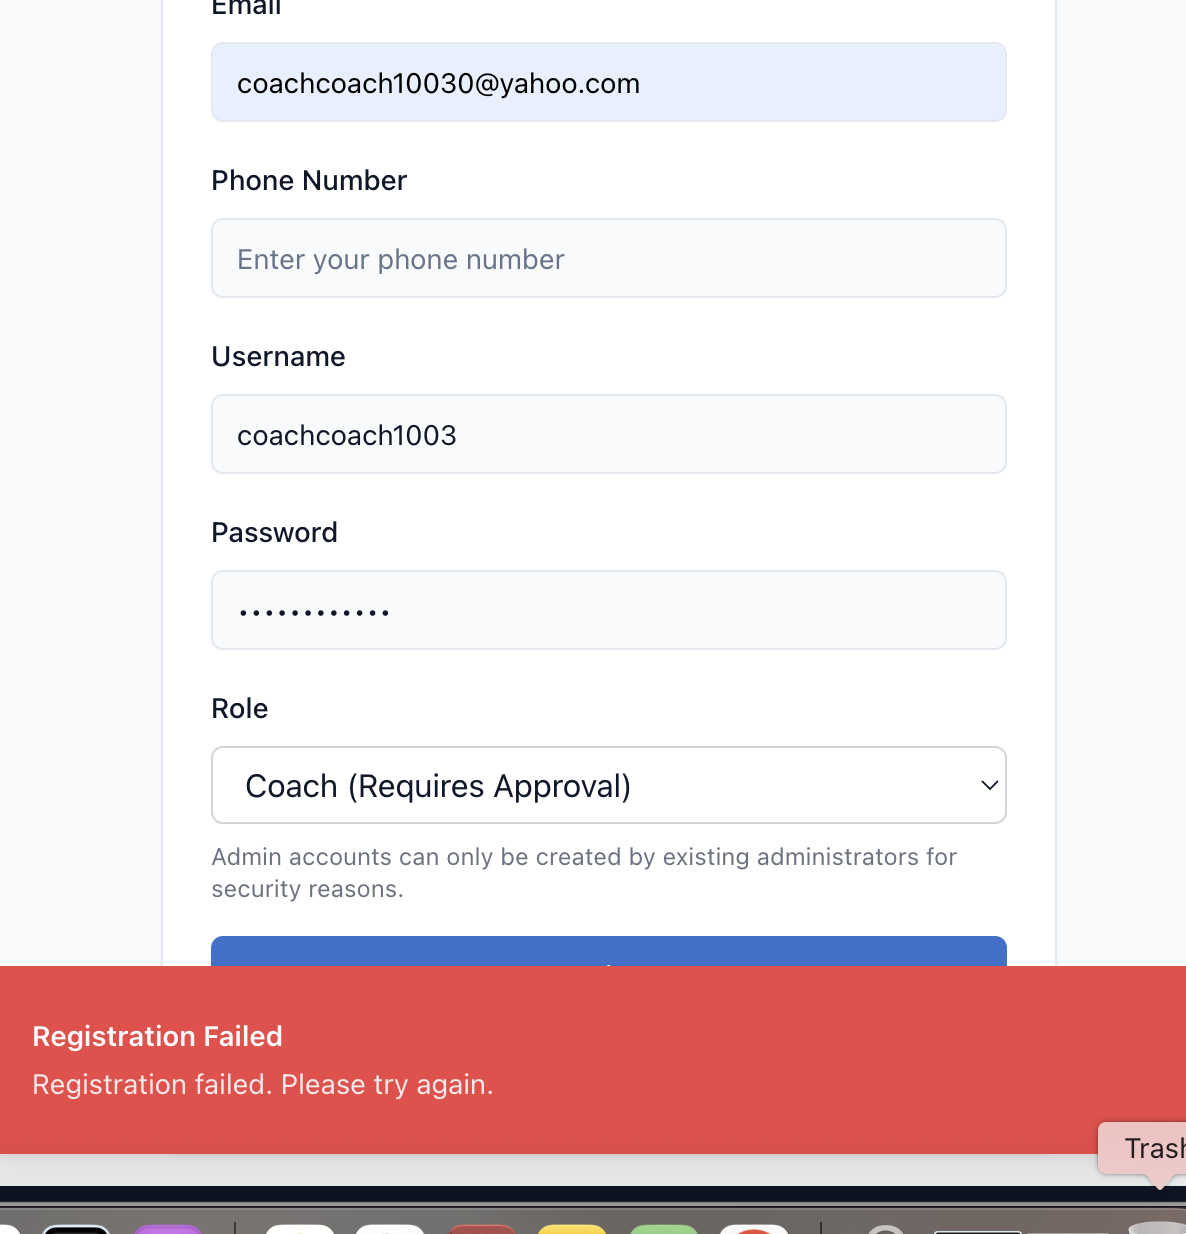 Email
coachcoach10030@yahoo.com
Phone Number
Enter your phone number
Username
coachcoach1003
Password
Role
Coach (Requires Approval)
Admin accounts can only be created by existing administrators for
security reasons.
Registration Failed
Registration failed. Please try again.
Trash